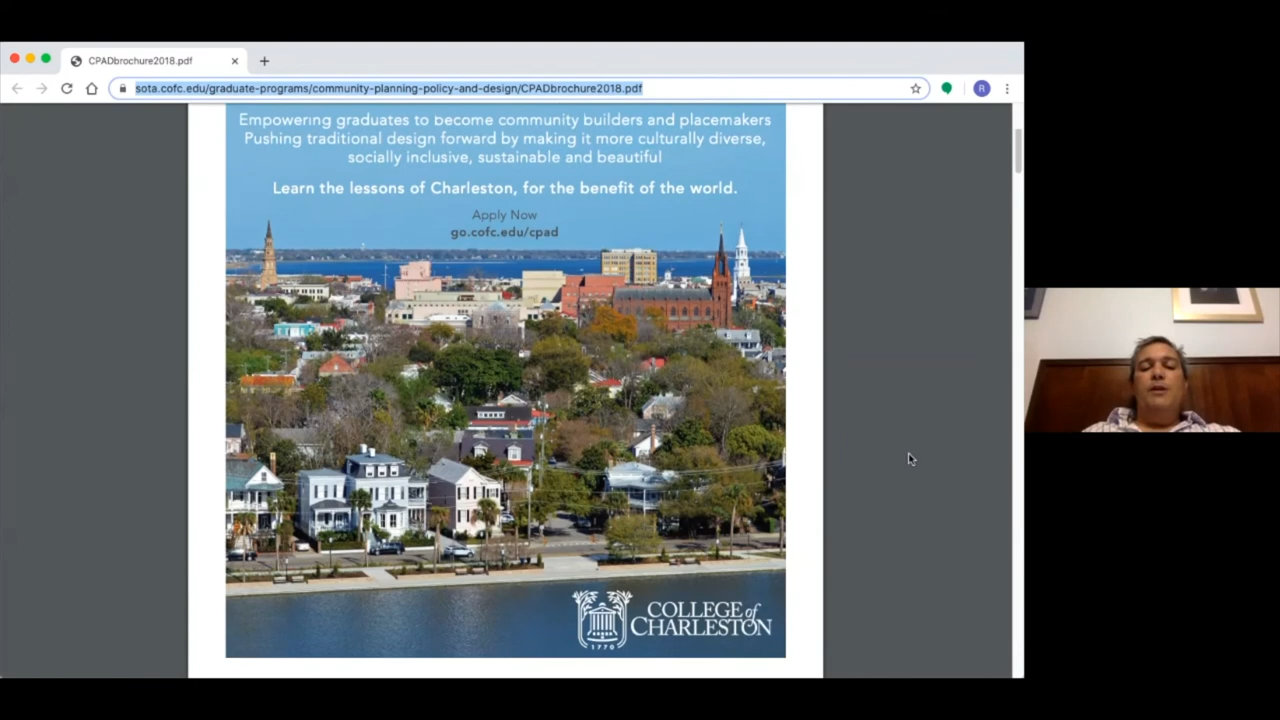 CPADbrochure2018.pdf
sota.cofc.edu/graduate-programs/community-planning-policy-and-design/CPADbrochure2018.pdf
R
Empowering graduates to become community builders and placemakers
Pushing traditional design forward by making it more culturally diverse,
socially inclusive, sustainable and beautiful
Learn the lessons of Charleston, for the benefit of the world.
Apply Now
go.cofc.edu/cpad
COLLEGE of
CHARLESTON
1770